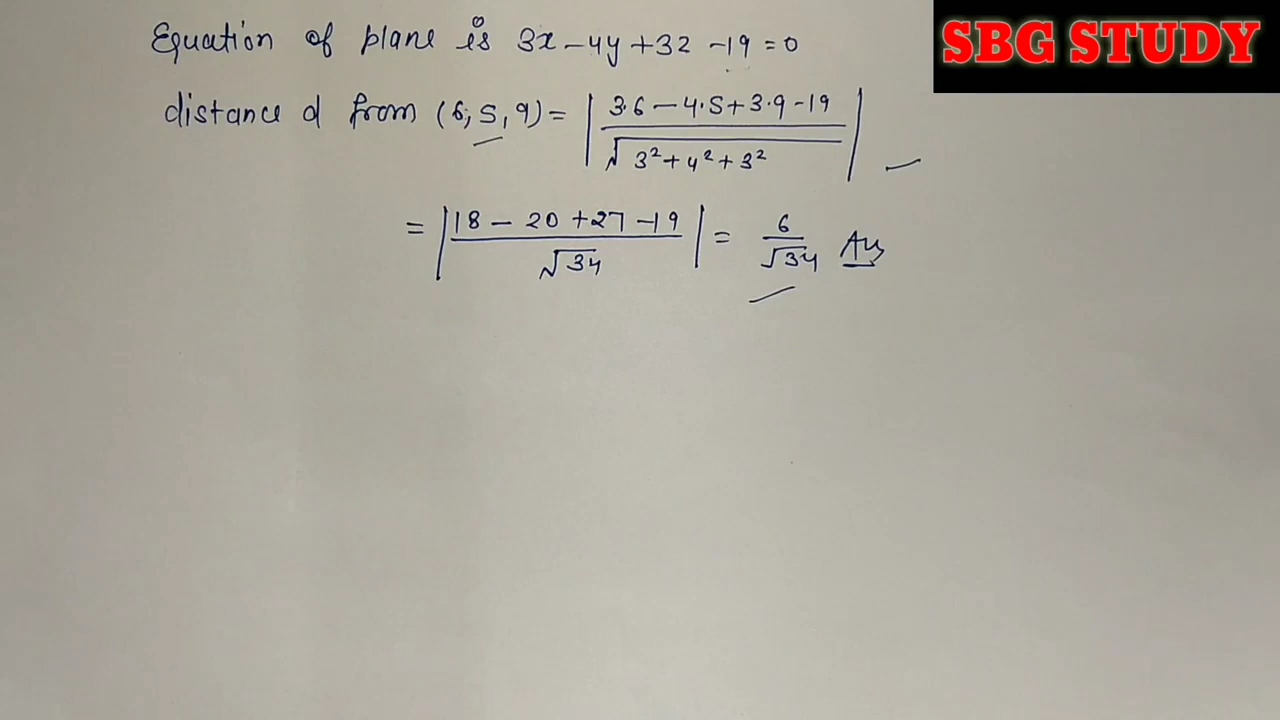 SBG STUDY
Equation of plane is 3x - 4y + 3z - 19 = 0
distance d from (6, 5, 9) = | 3·6 - 4·5 + 3·9 - 19 / √3² + 4² + 3² |
= | 18 - 20 + 27 - 19 / √34 | = 6/√34 Ans